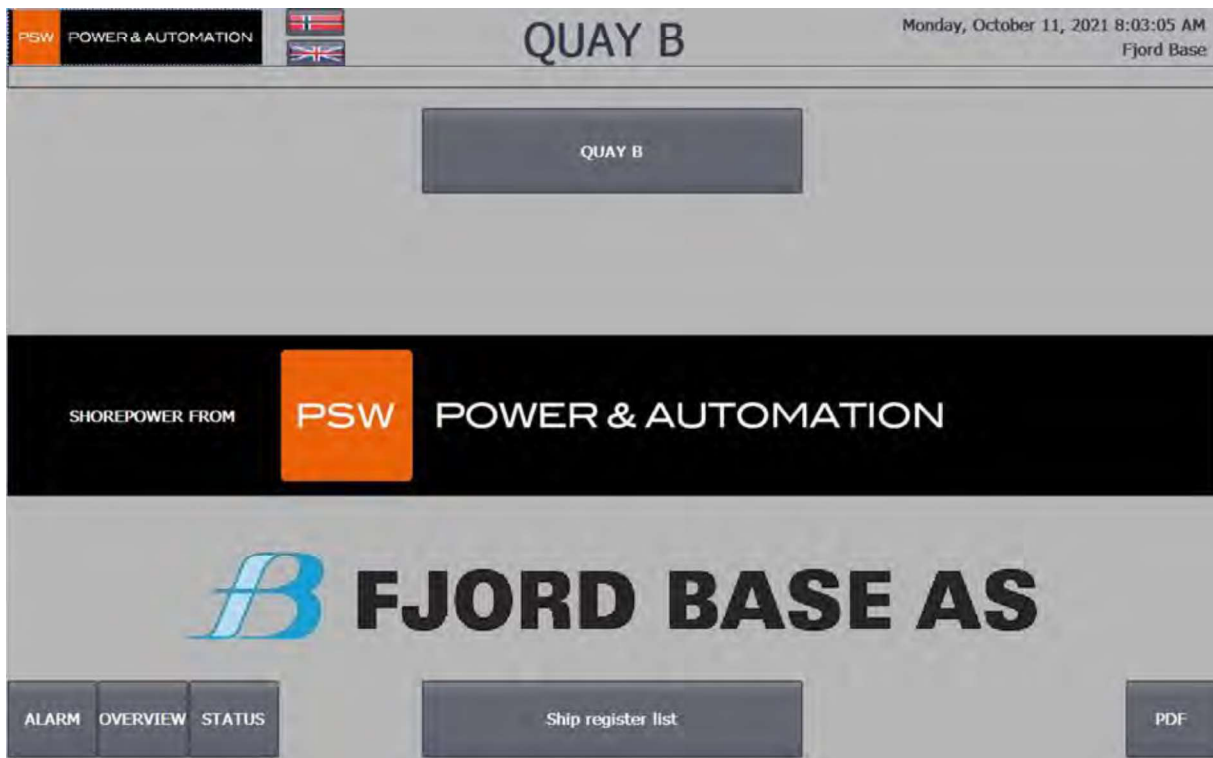 PSW POWER & AUTOMATION
QUAY B
Monday, October 11, 2021 8:03:05 AM
Fjord Base
QUAY B
SHOREPOWER FROM PSW POWER & AUTOMATION
B FJORD BASE AS
ALARM OVERVIEW STATUS Ship register list PDF